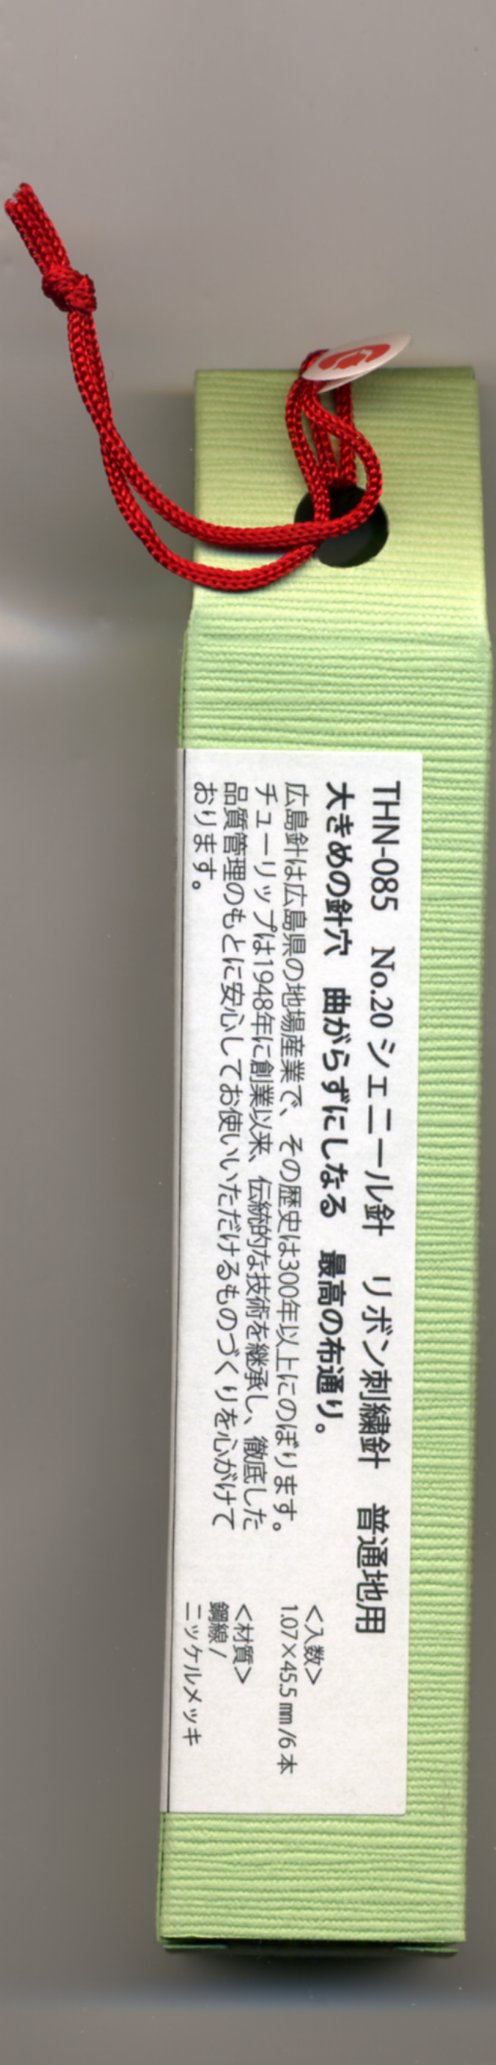 THN-085 No.20 シェニール針 リボン刺繍針 普通地用
大きめの針穴 曲がらずにしなる 最高の布通り。
広島針は広島県の地場産業で、その歴史は300年以上にのぼります。
チューリップは1948年に創業以来、伝統的な技術を継承し、徹底した
品質管理のもとに安心してお使いいただけるものづくりを心がけて
おります。
＜入数＞
1.07×45.5㎜/6本
＜材質＞
鋼線/
ニッケルメッキ